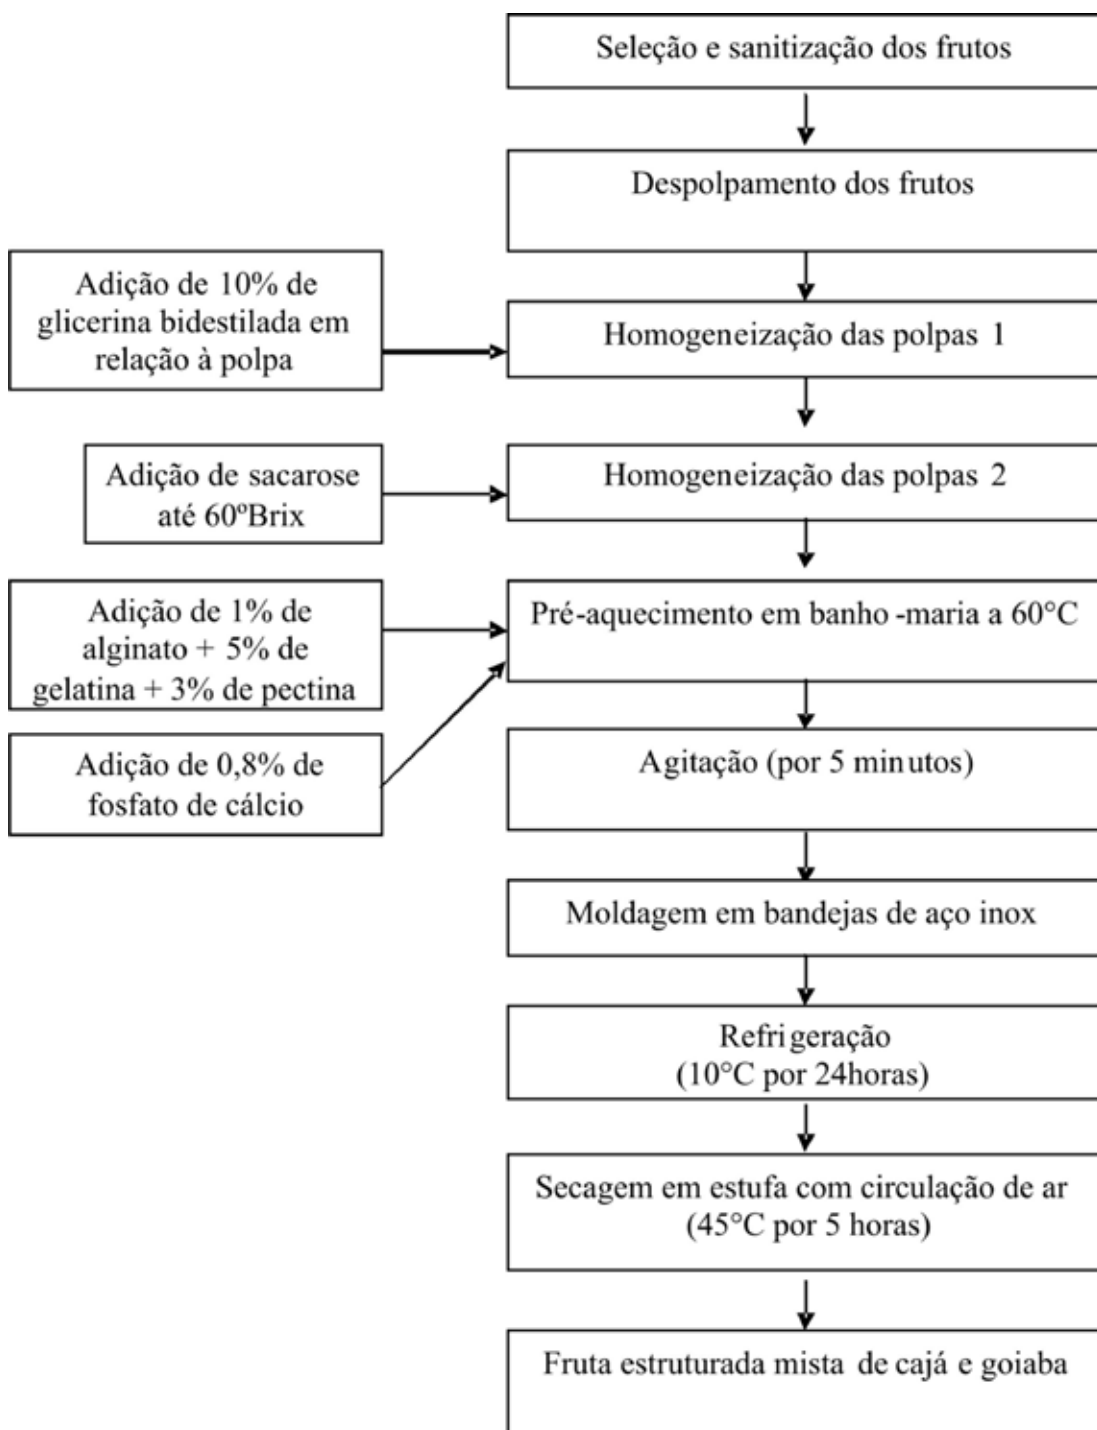 Seleção e sanitização dos frutos
Despolpamento dos frutos
Adição de 10% de
glicerina bidestilada em
relação à polpa
Homogeneização das polpas 1
Adição de sacarose
até 60ºBrix
Homogeneização das polpas 2
Adição de 1% de
alginato + 5% de
gelatina + 3% de pectina
Pré-aquecimento em banho -maria a 60°C
Adição de 0,8% de
fosfato de cálcio
Agitação (por 5 minutos)
Moldagem em bandejas de aço inox
Refrigeração
(10°C por 24horas)
Secagem em estufa com circulação de ar
(45°C por 5 horas)
Fruta estruturada mista de cajá e goiaba